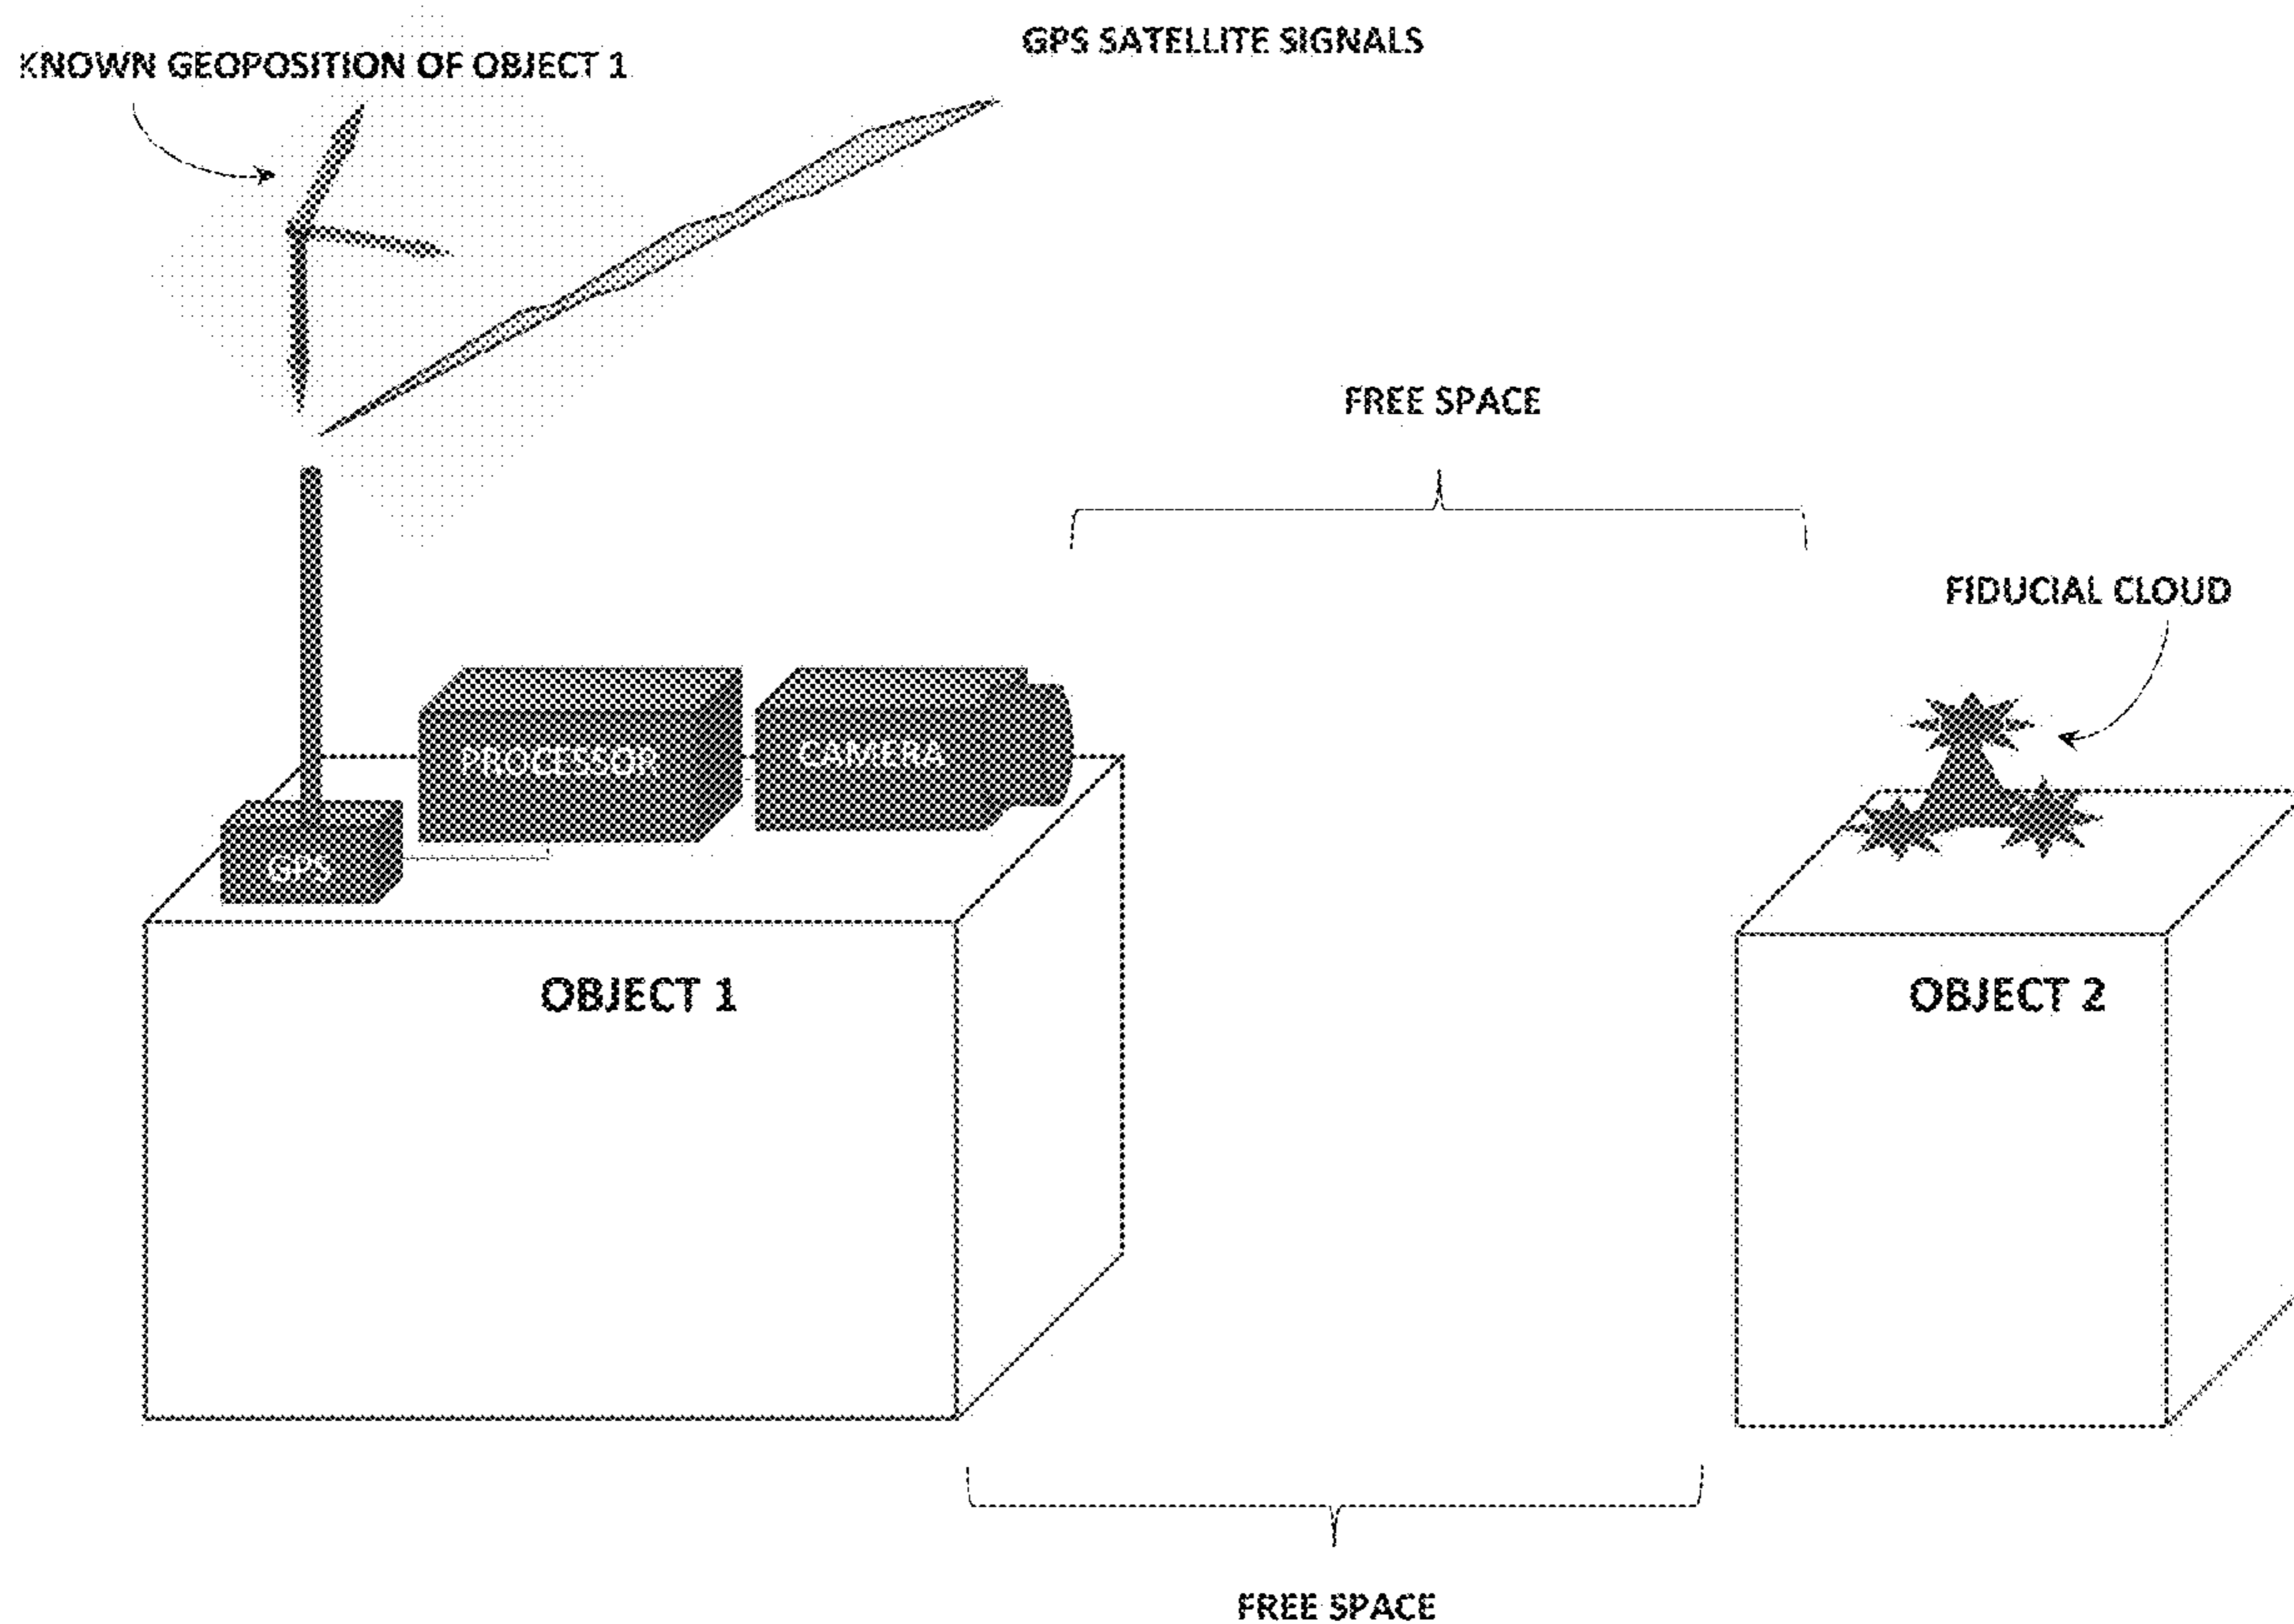 GPS SATELLITE SIGNALS
KNOWN GEOPOSITION OF OBJECT 1
FREE SPACE
FIDUCIAL CLOUD
PROCESSOR
CAMERA
GPS
OBJECT 1
OBJECT 2
FREE SPACE